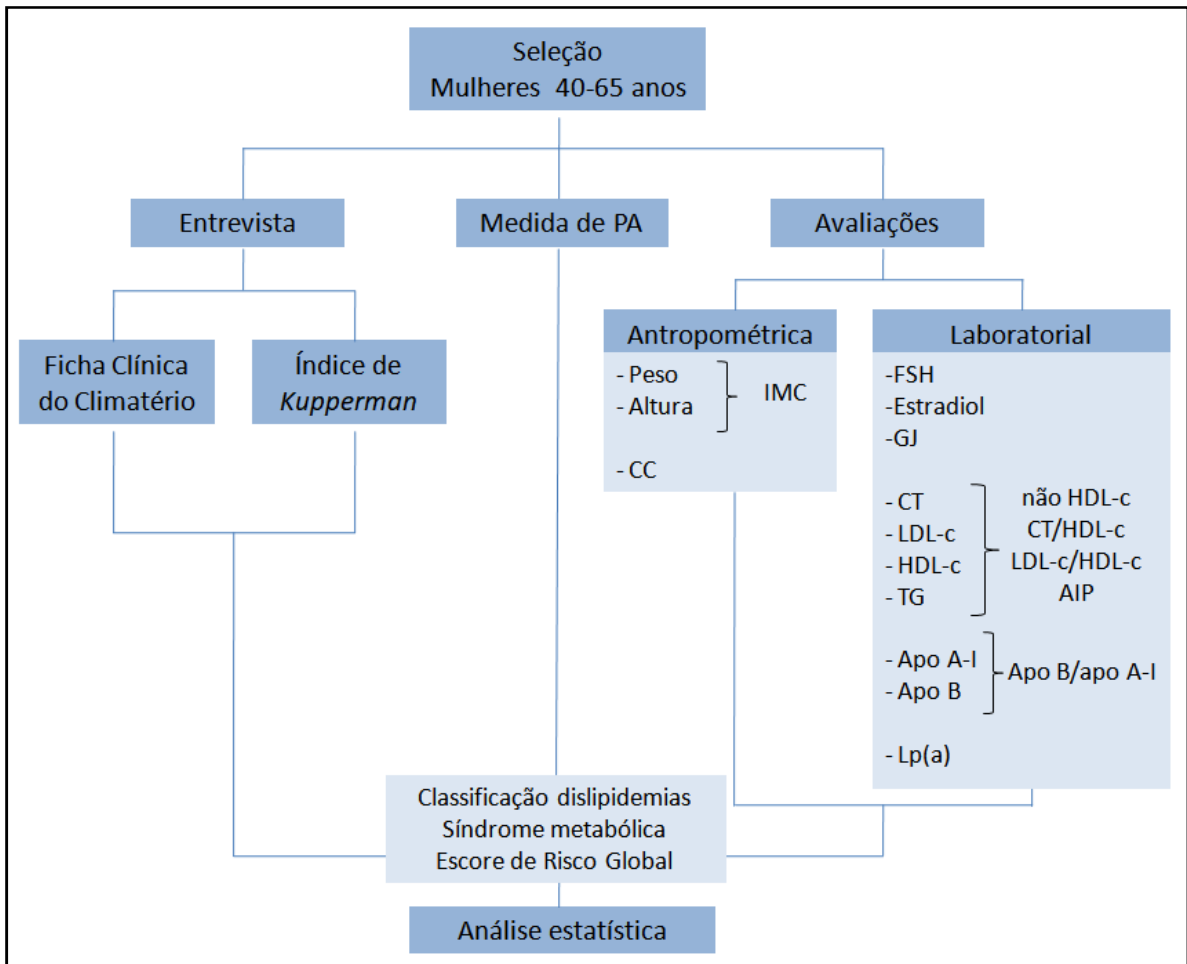 Seleção
Mulheres 40-65 anos
Entrevista
Medida de PA
Avaliações
Ficha Clínica
do Climatério
Índice de
Kupperman
Antropométrica
- Peso
- Altura
IMC
- CC
Laboratorial
-FSH
-Estradiol
-GJ
- CT
- LDL-c
- HDL-c
- TG
não HDL-c
CT/HDL-c
LDL-c/HDL-c
AIP
- Apo A-I
- Apo B
Apo B/apo A-I
- Lp(a)
Classificação dislipidemias
Síndrome metabólica
Escore de Risco Global
Análise estatística